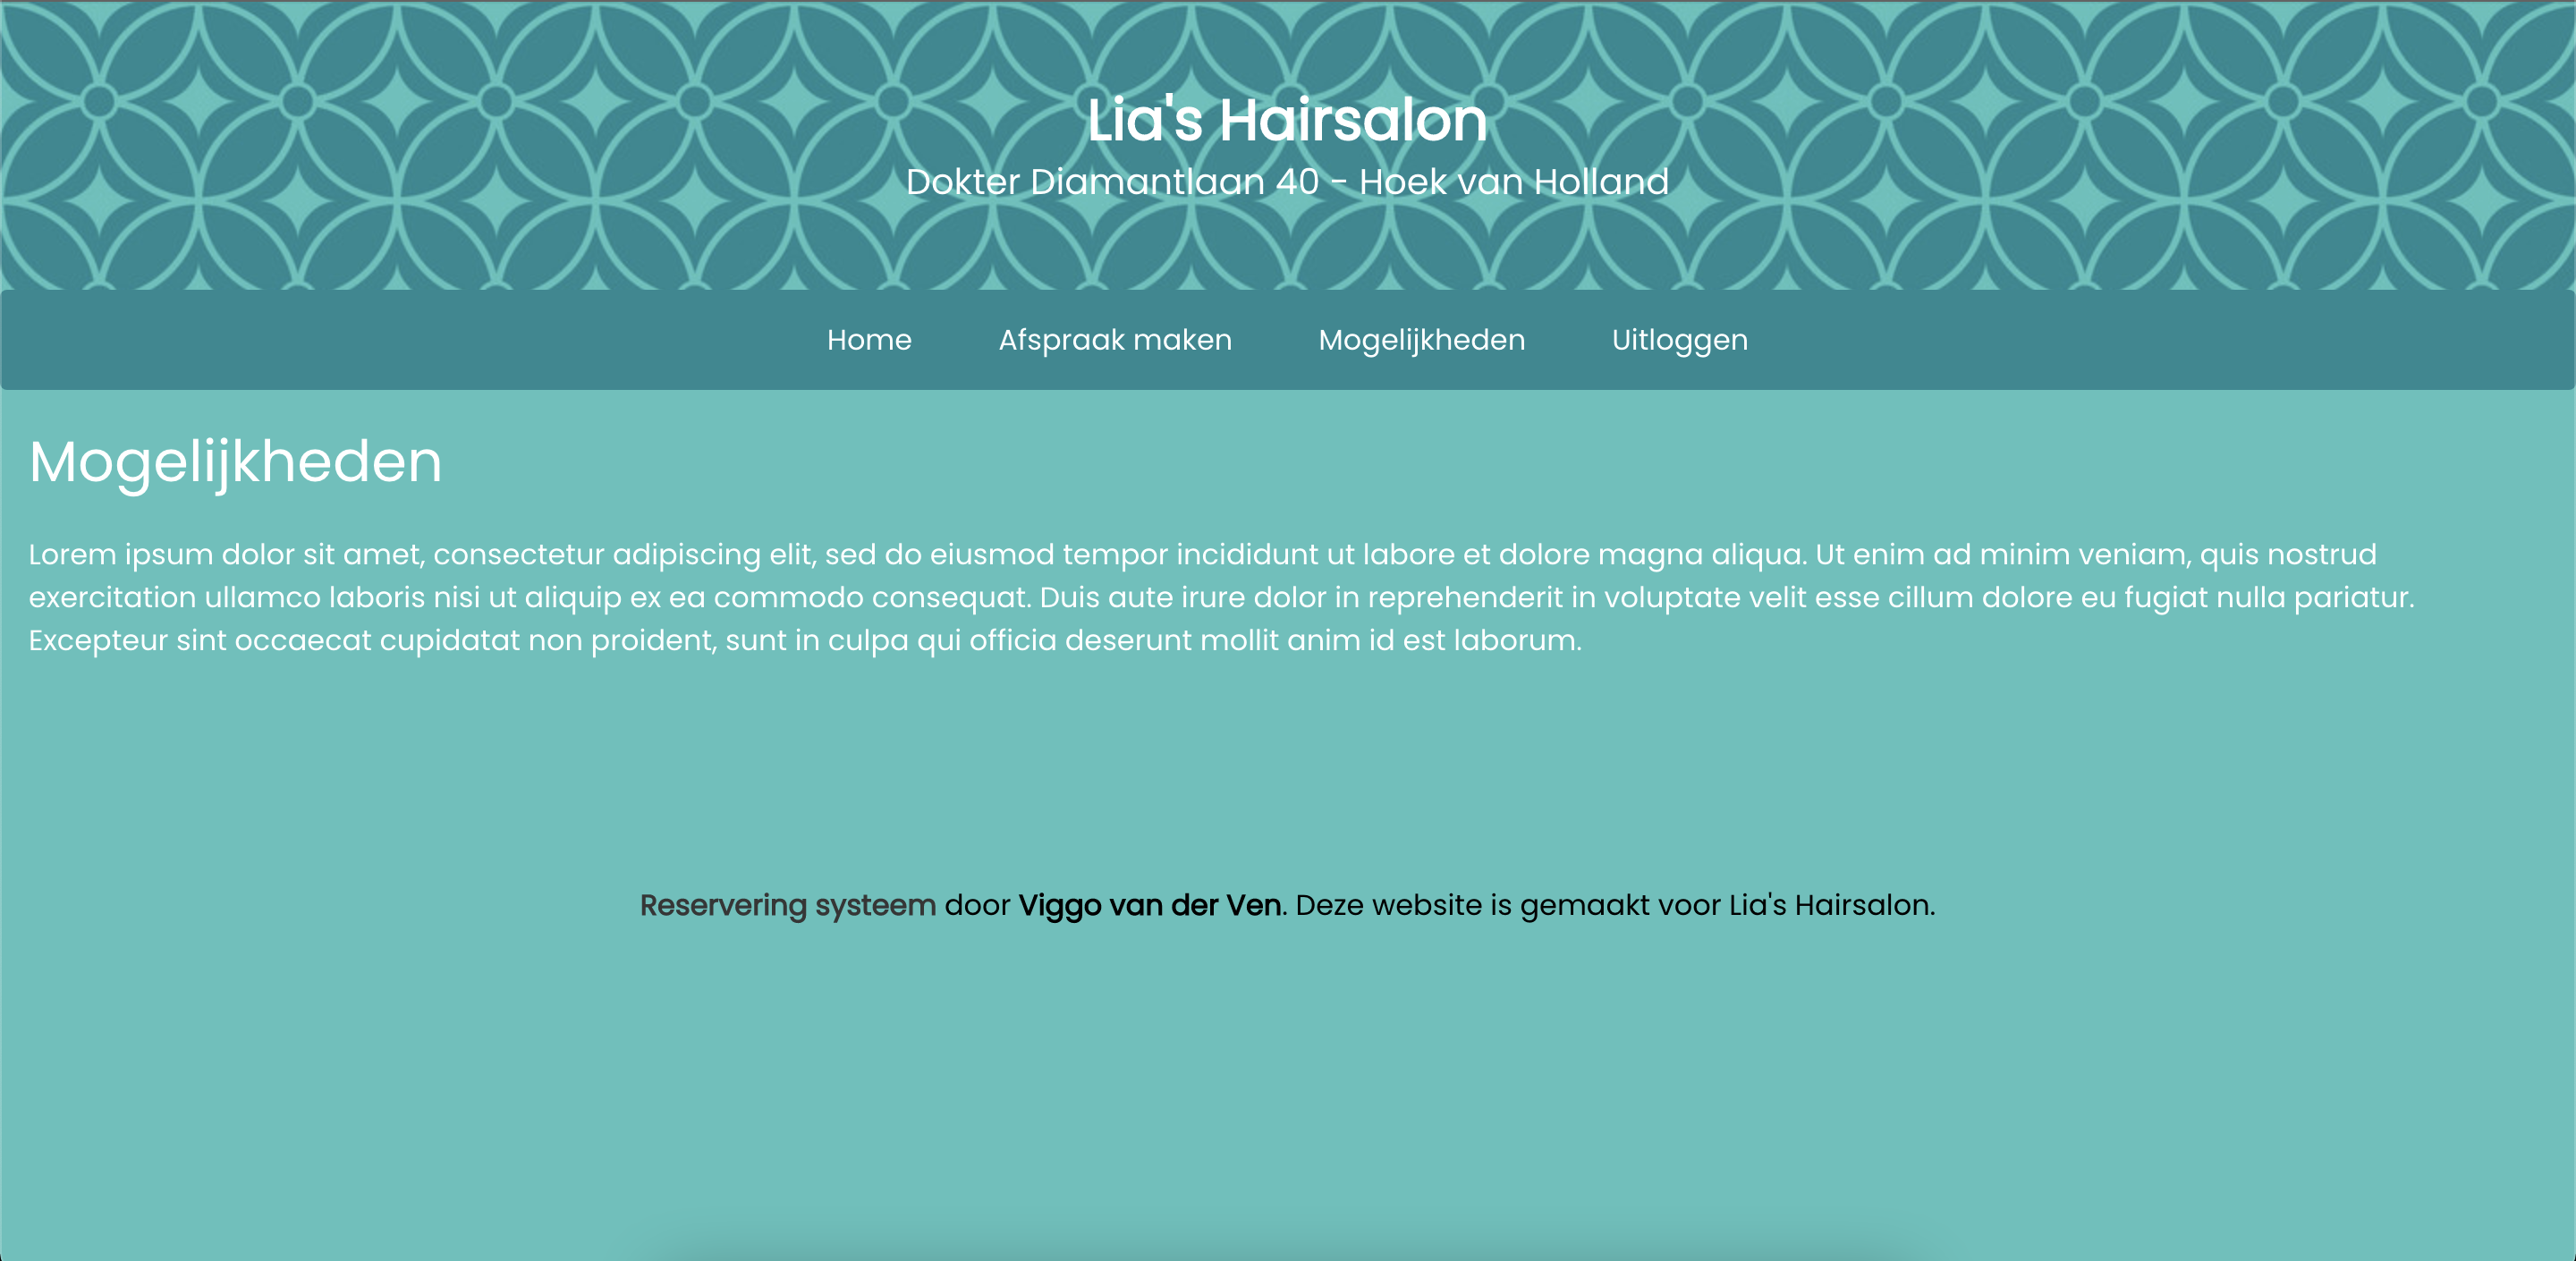 Lia's Hairsalon
Dokter Diamantlaan 40 - Hoek van Holland
Home
Afspraak maken
Mogelijkheden
Uitloggen
Mogelijkheden
Lorem ipsum dolor sit amet, consectetur adipiscing elit, sed do eiusmod tempor incididunt ut labore et dolore magna aliqua. Ut enim ad minim veniam, quis nostrud
exercitation ullamco laboris nisi ut aliquip ex ea commodo consequat. Duis aute irure dolor in reprehenderit in voluptate velit esse cillum dolore eu fugiat nulla pariatur.
Excepteur sint occaecat cupidatat non proident, sunt in culpa qui officia deserunt mollit anim id est laborum.
Reservering systeem door Viggo van der Ven. Deze website is gemaakt voor Lia's Hairsalon.